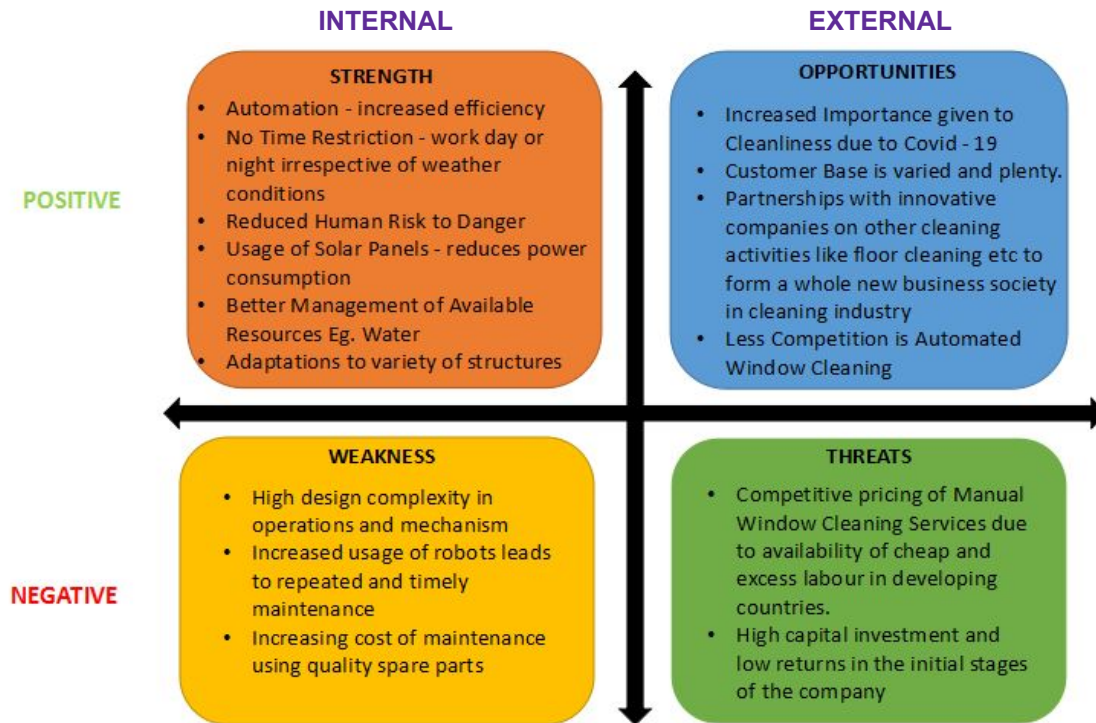 INTERNAL
EXTERNAL
POSITIVE
STRENGTH
• Automation - increased efficiency
• No Time Restriction - work day or
night irrespective of weather
conditions
• Reduced Human Risk to Danger
• Usage of Solar Panels - reduces power
consumption
• Better Management of Available
Resources Eg. Water
• Adaptations to variety of structures
OPPORTUNITIES
• Increased Importance given to
Cleanliness due to Covid - 19
• Customer Base is varied and plenty.
• Partnerships with innovative
companies on other cleaning
activities like floor cleaning etc to
form a whole new business society
in cleaning industry
• Less Competition is Automated
Window Cleaning
NEGATIVE
WEAKNESS
• High design complexity in
operations and mechanism
• Increased usage of robots leads
to repeated and timely
maintenance
• Increasing cost of maintenance
using quality spare parts
THREATS
• Competitive pricing of Manual
Window Cleaning Services due
to availability of cheap and
excess labour in developing
countries.
• High capital investment and
low returns in the initial stages
of the company